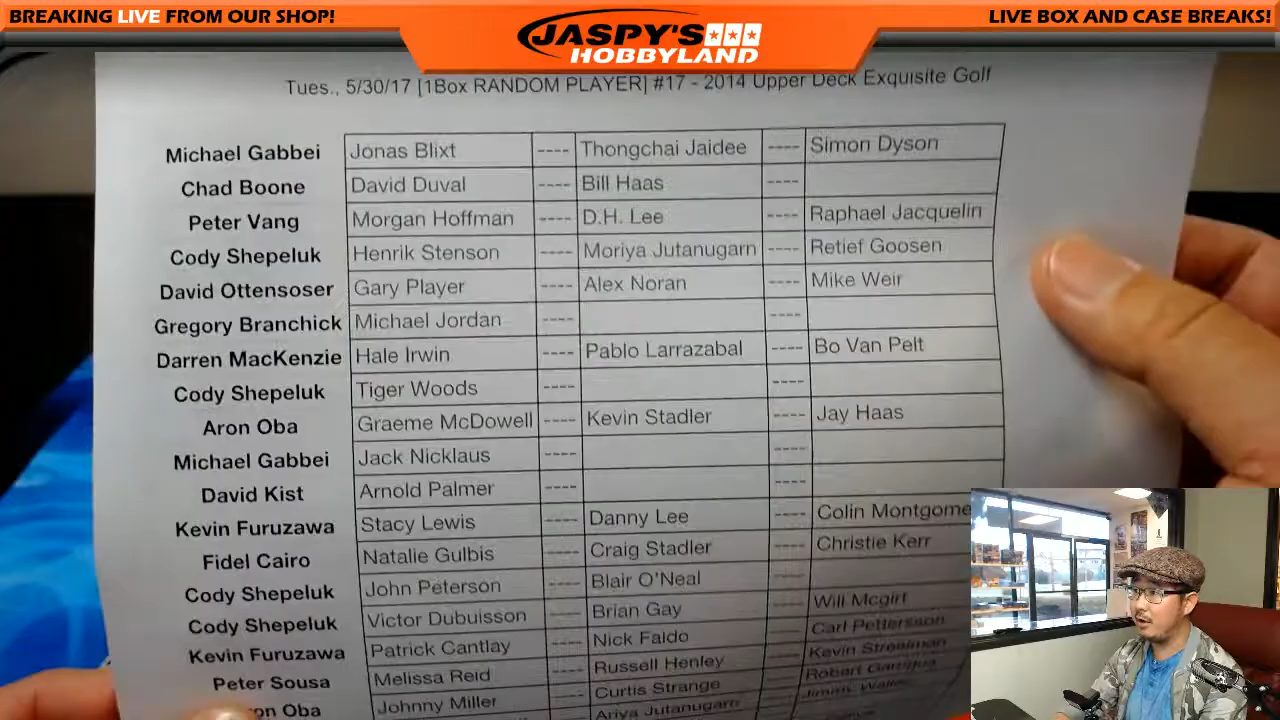 BREAKING LIVE FROM OUR SHOP!
JASPY'S HOBBYLAND
LIVE BOX AND CASE BREAKS!
Tues., 5/30/17 [1Box RANDOM PLAYER] #17 - 2014 Upper Deck Exquisite Golf
Michael Gabbei Jonas Blixt ---- Thongchai Jaidee ---- Simon Dyson
Chad Boone David Duval ---- Bill Haas ----
Peter Vang Morgan Hoffman ---- D.H. Lee ---- Raphael Jacquelin
Cody Shepeluk Henrik Stenson ---- Moriya Jutanugarn ---- Retief Goosen
David Ottensoser Gary Player ---- Alex Noran ---- Mike Weir
Gregory Branchick Michael Jordan ---- ----
Darren MacKenzie Hale Irwin ---- Pablo Larrazabal ---- Bo Van Pelt
Cody Shepeluk Tiger Woods ---- ----
Aron Oba Graeme McDowell ---- Kevin Stadler ---- Jay Haas
Michael Gabbei Jack Nicklaus ---- ----
David Kist Arnold Palmer ---- ----
Kevin Furuzawa Stacy Lewis ---- Danny Lee ---- Colin Montgome
Fidel Cairo Natalie Gulbis ---- Craig Stadler ---- Christie Kerr
Cody Shepeluk John Peterson ---- Blair O'Neal ----
Cody Shepeluk Victor Dubuisson ---- Brian Gay ---- Will Mcgirt
Kevin Furuzawa Patrick Cantlay ---- Nick Faldo ---- Carl Pettersson
Peter Sousa Melissa Reid ---- Russell Henley ---- Kevin Streelman
on Oba Johnny Miller ---- Curtis Strange ---- Robert Garrigus
Ariya Jutanugarn